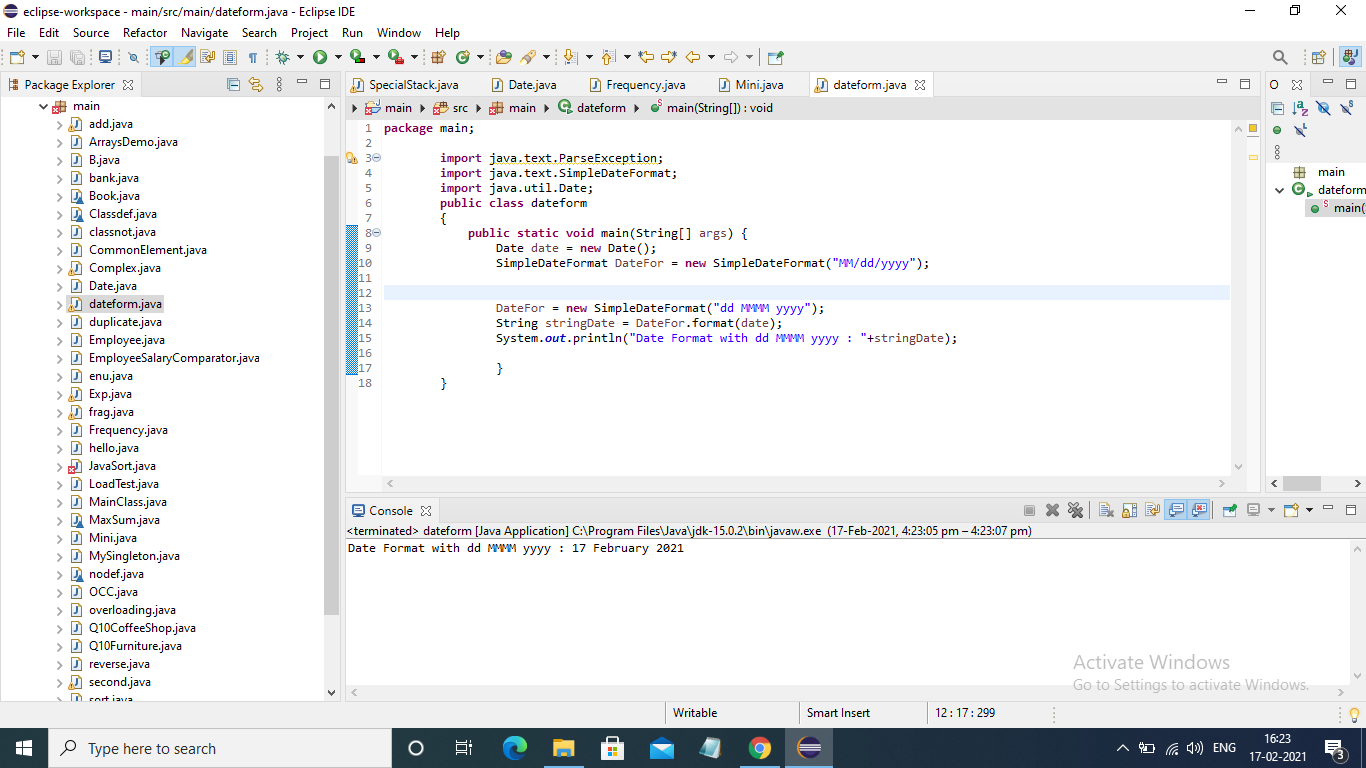 eclipse-workspace - main/src/main/dateform.java - Eclipse IDE
File Edit Source Refactor Navigate Search Project Run Window Help
Package Explorer
main
add.java
ArraysDemo.java
B.java
bank.java
Book.java
Classdef.java
classnot.java
CommonElement.java
Complex.java
Date.java
dateform.java
duplicate.java
Employee.java
EmployeeSalaryComparator.java
enu.java
Exp.java
frag.java
Frequency.java
hello.java
JavaSort.java
LoadTest.java
MainClass.java
MaxSum.java
Mini.java
MySingleton.java
nodef.java
OCC.java
overloading.java
Q10CoffeeShop.java
Q10Furniture.java
reverse.java
second.java
sort.java
SpecialStack.java Date.java Frequency.java Mini.java dateform.java
main src main dateform main(String[]) : void
1 package main;
2
3 import java.text.ParseException;
4 import java.text.SimpleDateFormat;
5 import java.util.Date;
6 public class dateform
7 {
8 public static void main(String[] args) {
9 Date date = new Date();
10 SimpleDateFormat DateFor = new SimpleDateFormat("MM/dd/yyyy");
11
12
13 DateFor = new SimpleDateFormat("dd MMMM yyyy");
14 String stringDate = DateFor.format(date);
15 System.out.println("Date Format with dd MMMM yyyy : "+stringDate);
16
17 }
18 }
O
main
dateform
main(
Console
<terminated> dateform [Java Application] C:\Program Files\Java\jdk-15.0.2\bin\javaw.exe (17-Feb-2021, 4:23:05 pm – 4:23:07 pm)
Date Format with dd MMMM yyyy : 17 February 2021
Activate Windows
Go to Settings to activate Windows.
Writable Smart Insert 12 : 17 : 299
Type here to search
ENG
16:23
17-02-2021
3